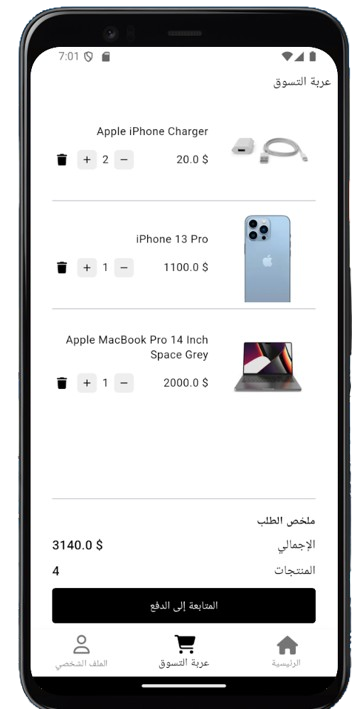 7:01
عربة التسوق
Apple iPhone Charger
20.0 $
− 2 +
iPhone 13 Pro
1100.0 $
− 1 +
Apple MacBook Pro 14 Inch
Space Grey
2000.0 $
− 1 +
ملخص الطلب
الإجمالي 3140.0 $
المنتجات 4
المتابعة إلى الدفع
الرئيسية عربة التسوق الملف الشخصي